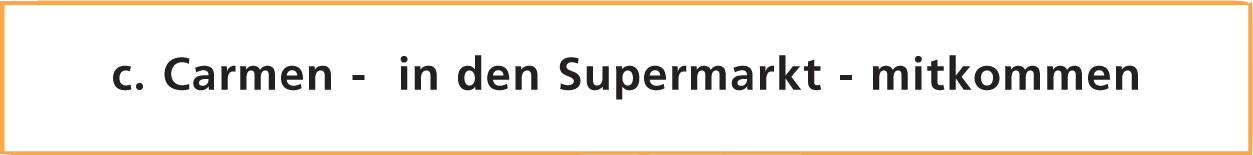 c. Carmen -  in den Supermarkt - mitkommen